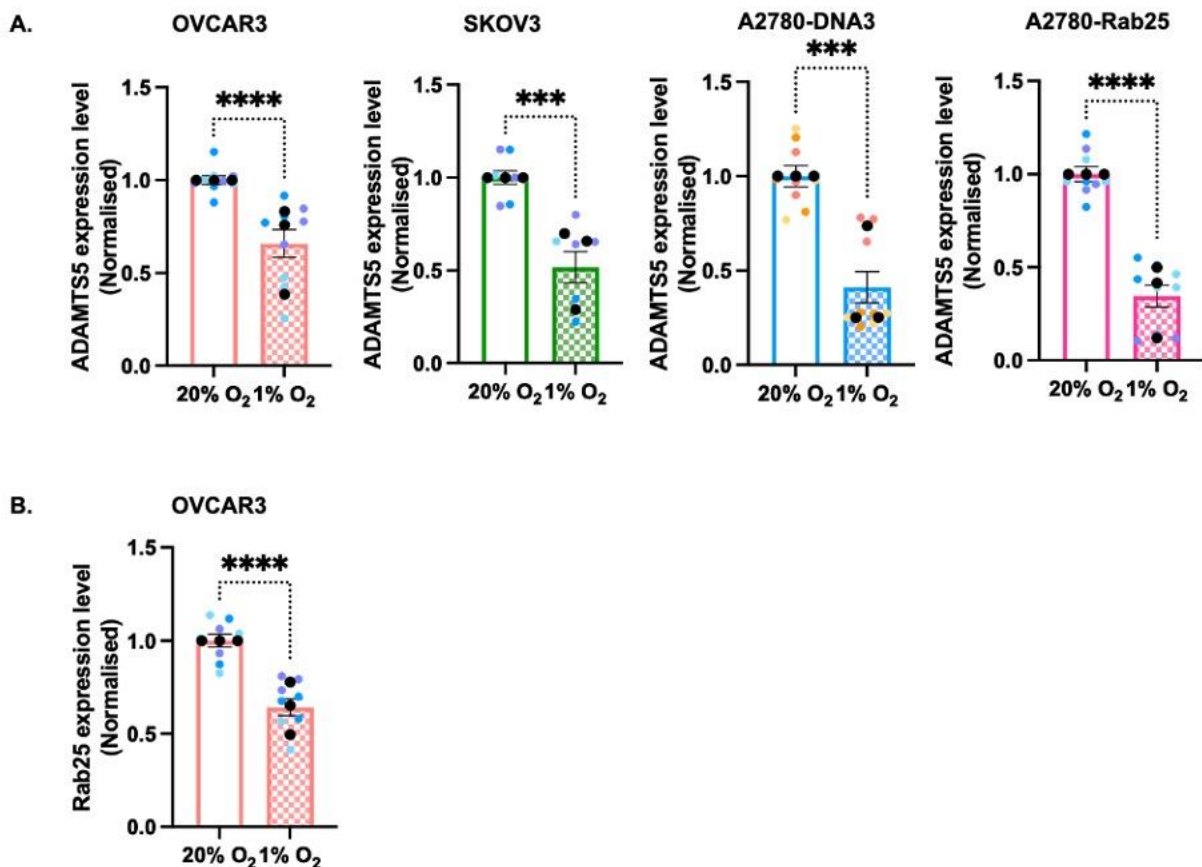 A.
OVCAR3
SKOV3
A2780-DNA3
A2780-Rab25
ADAMTS5 expression level
(Normalised)
1.5
1.0
0.5
0.0
****
20% O₂ 1% O₂
ADAMTS5 expression level
(Normalised)
1.5
1.0
0.5
0.0
***
20% O₂ 1% O₂
ADAMTS5 expression level
(Normalised)
1.5
1.0
0.5
0.0
***
20% O₂ 1% O₂
ADAMTS5 expression level
(Normalised)
1.5
1.0
0.5
0.0
****
20% O₂ 1% O₂
B.
OVCAR3
Rab25 expression level
(Normalised)
1.5
1.0
0.5
0.0
****
20% O₂ 1% O₂